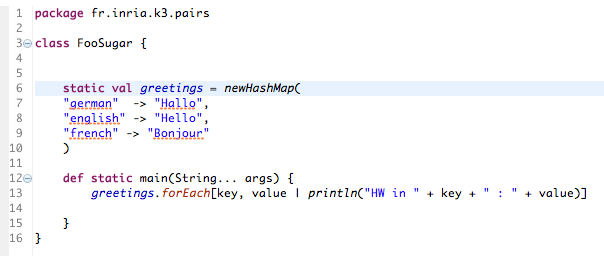 1 package fr.inria.k3.pairs
2
3 class FooSugar {
4
5
6     static val greetings = newHashMap(
7     "german"  -> "Hallo",
8     "english" -> "Hello",
9     "french" -> "Bonjour"
10     )
11
12     def static main(String... args) {
13         greetings.forEach[key, value | println("HW in " + key + " : " + value)]
14
15     }
16 }